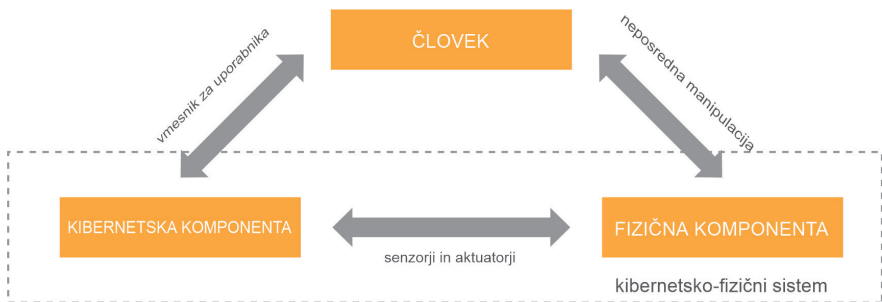 ČLOVEK
vmesnik za uporabnika
neposredna manipulacija
KIBERNETSKA KOMPONENTA
FIZIČNA KOMPONENTA
senzorji in aktuatorji
kibernetsko-fizični sistem